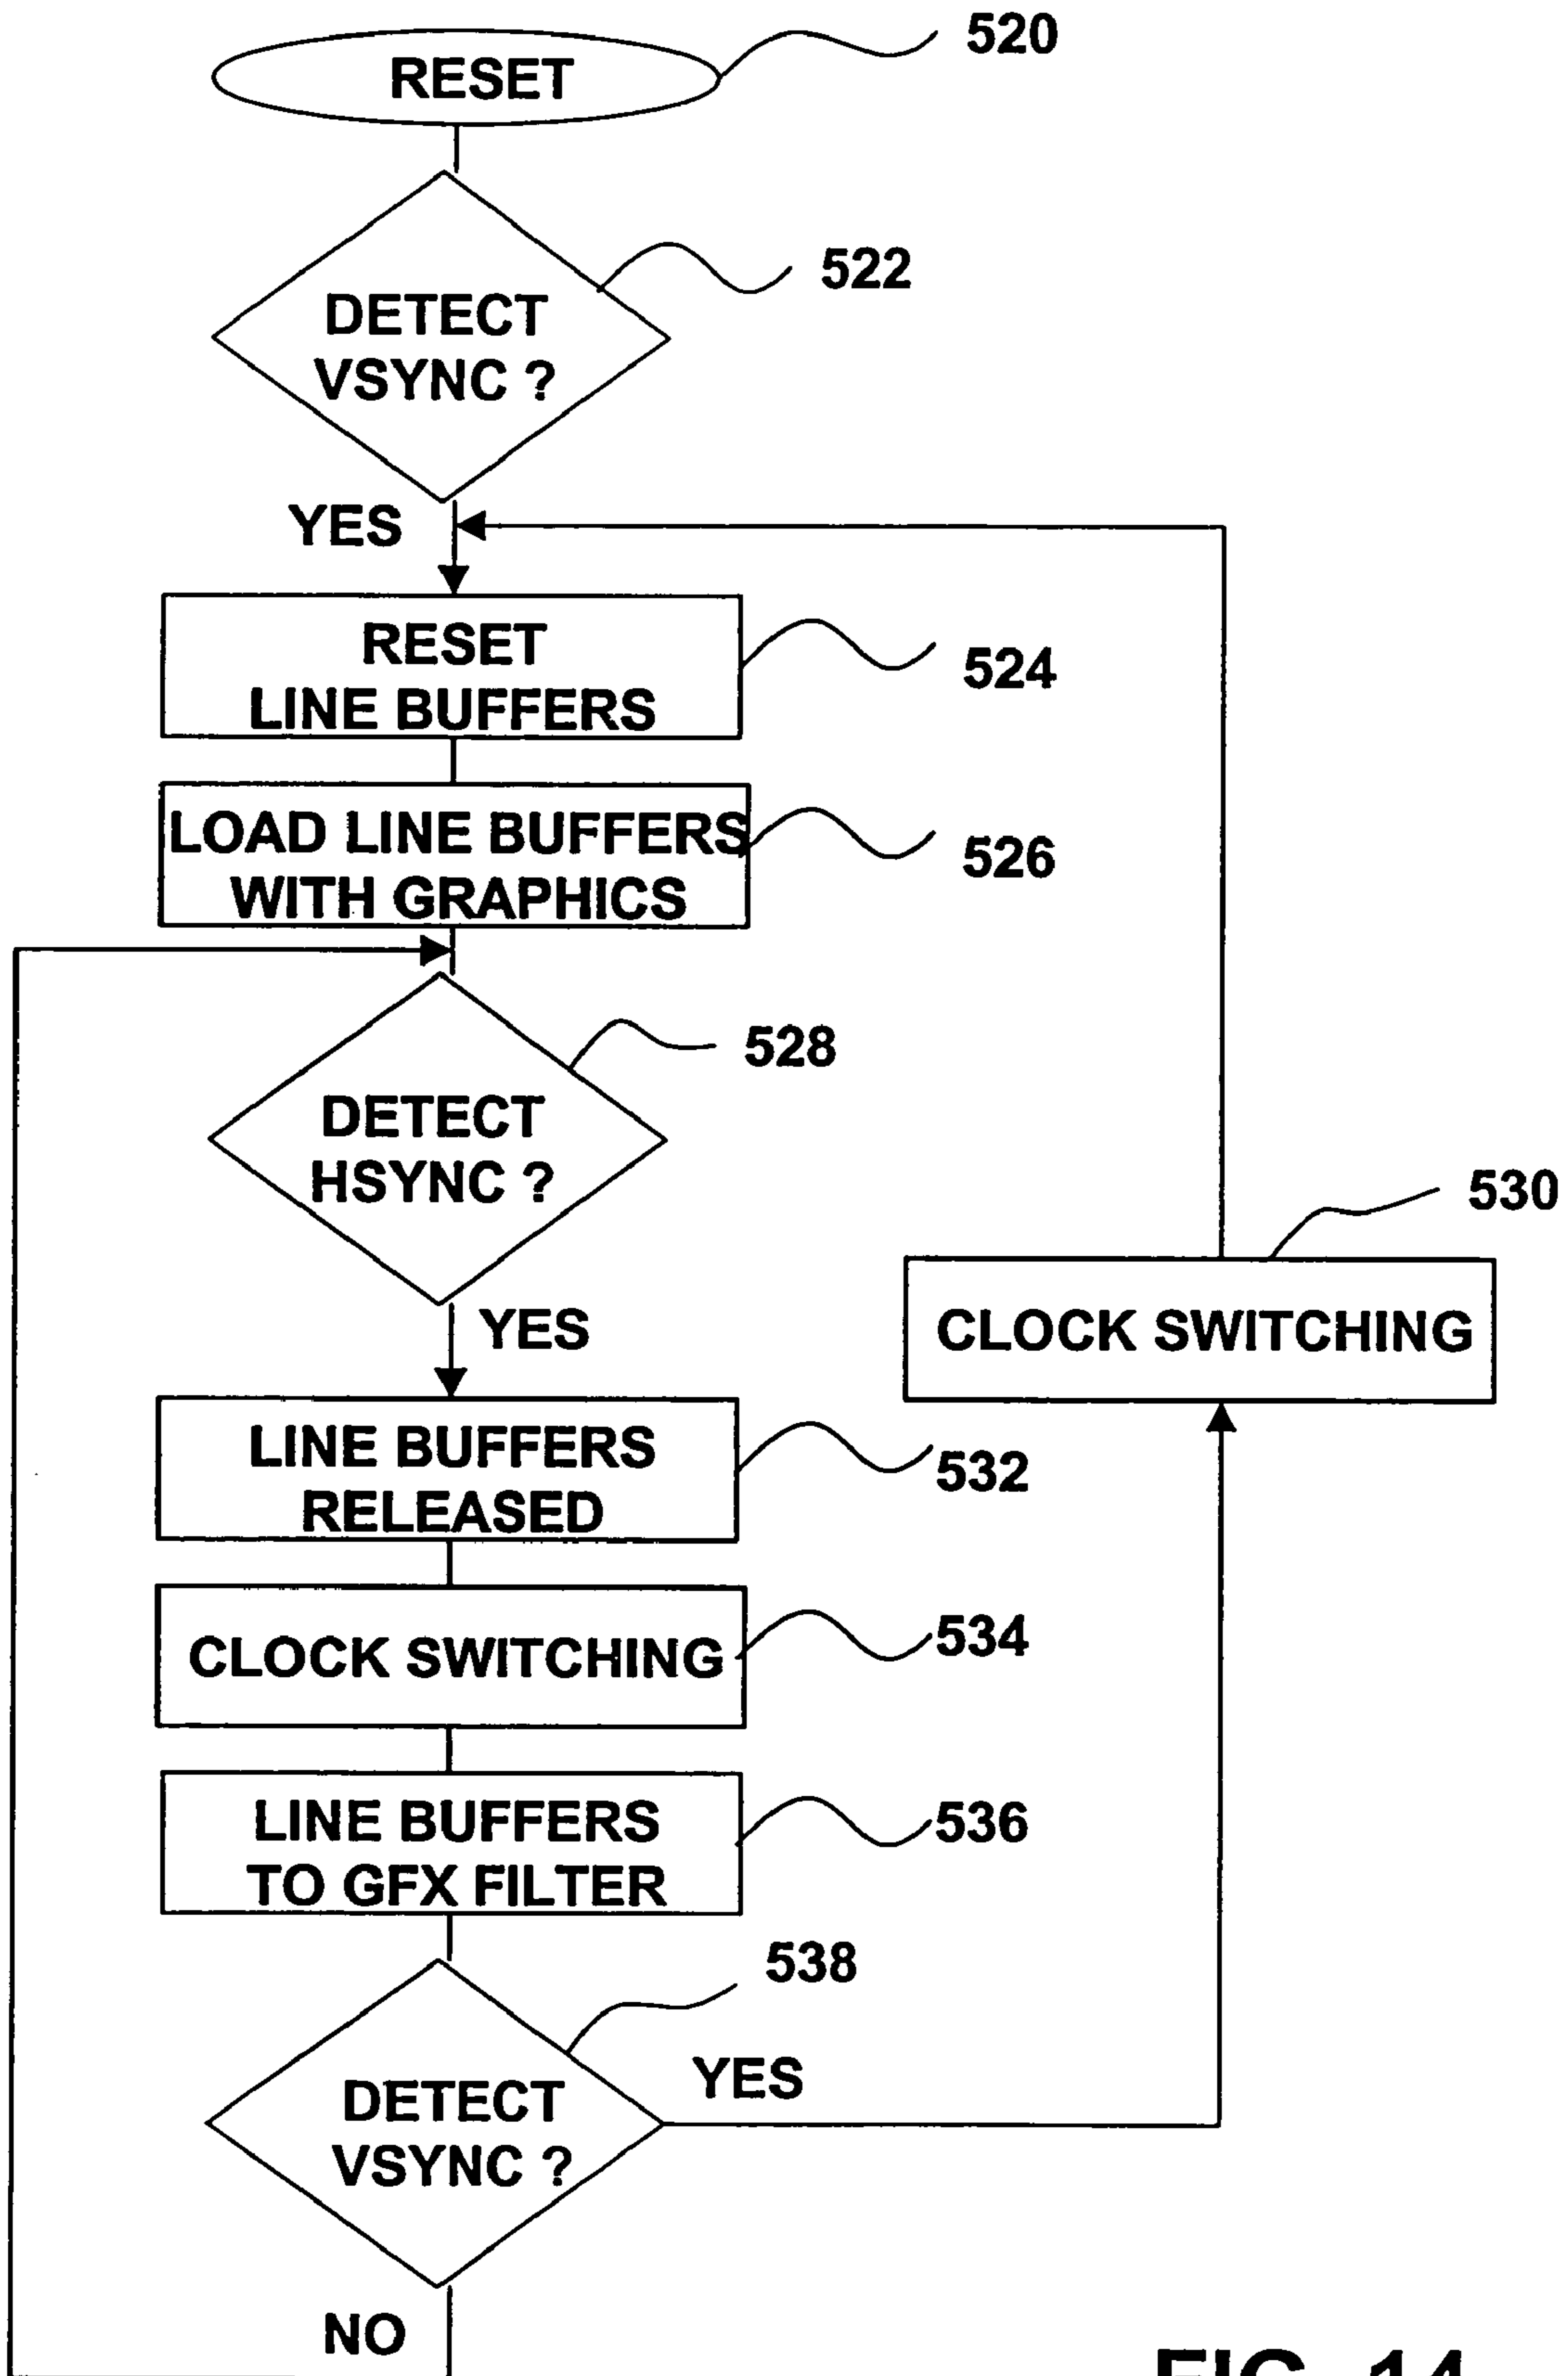 RESET
520
DETECT
VSYNC ?
522
YES
RESET
LINE BUFFERS
524
LOAD LINE BUFFERS
WITH GRAPHICS
526
DETECT
HSYNC ?
528
YES
530
CLOCK SWITCHING
LINE BUFFERS
RELEASED
532
CLOCK SWITCHING
534
LINE BUFFERS
TO GFX FILTER
536
DETECT
VSYNC ?
538
YES
NO
FIG. 14